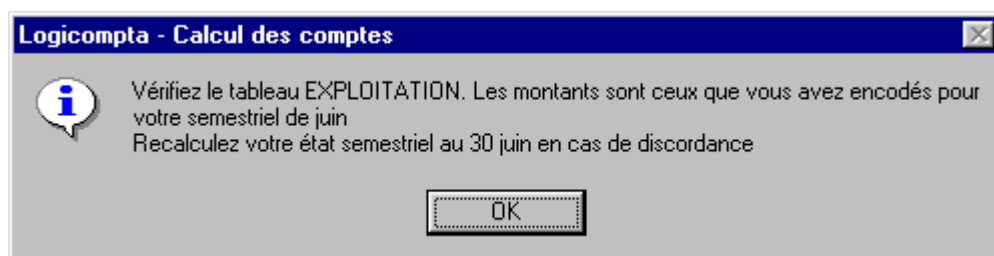 Logicompta - Calcul des comptes
Vérifiez le tableau EXPLOITATION. Les montants sont ceux que vous avez encodés pour
votre semestriel de juin
Recalculez votre état semestriel au 30 juin en cas de discordance
OK